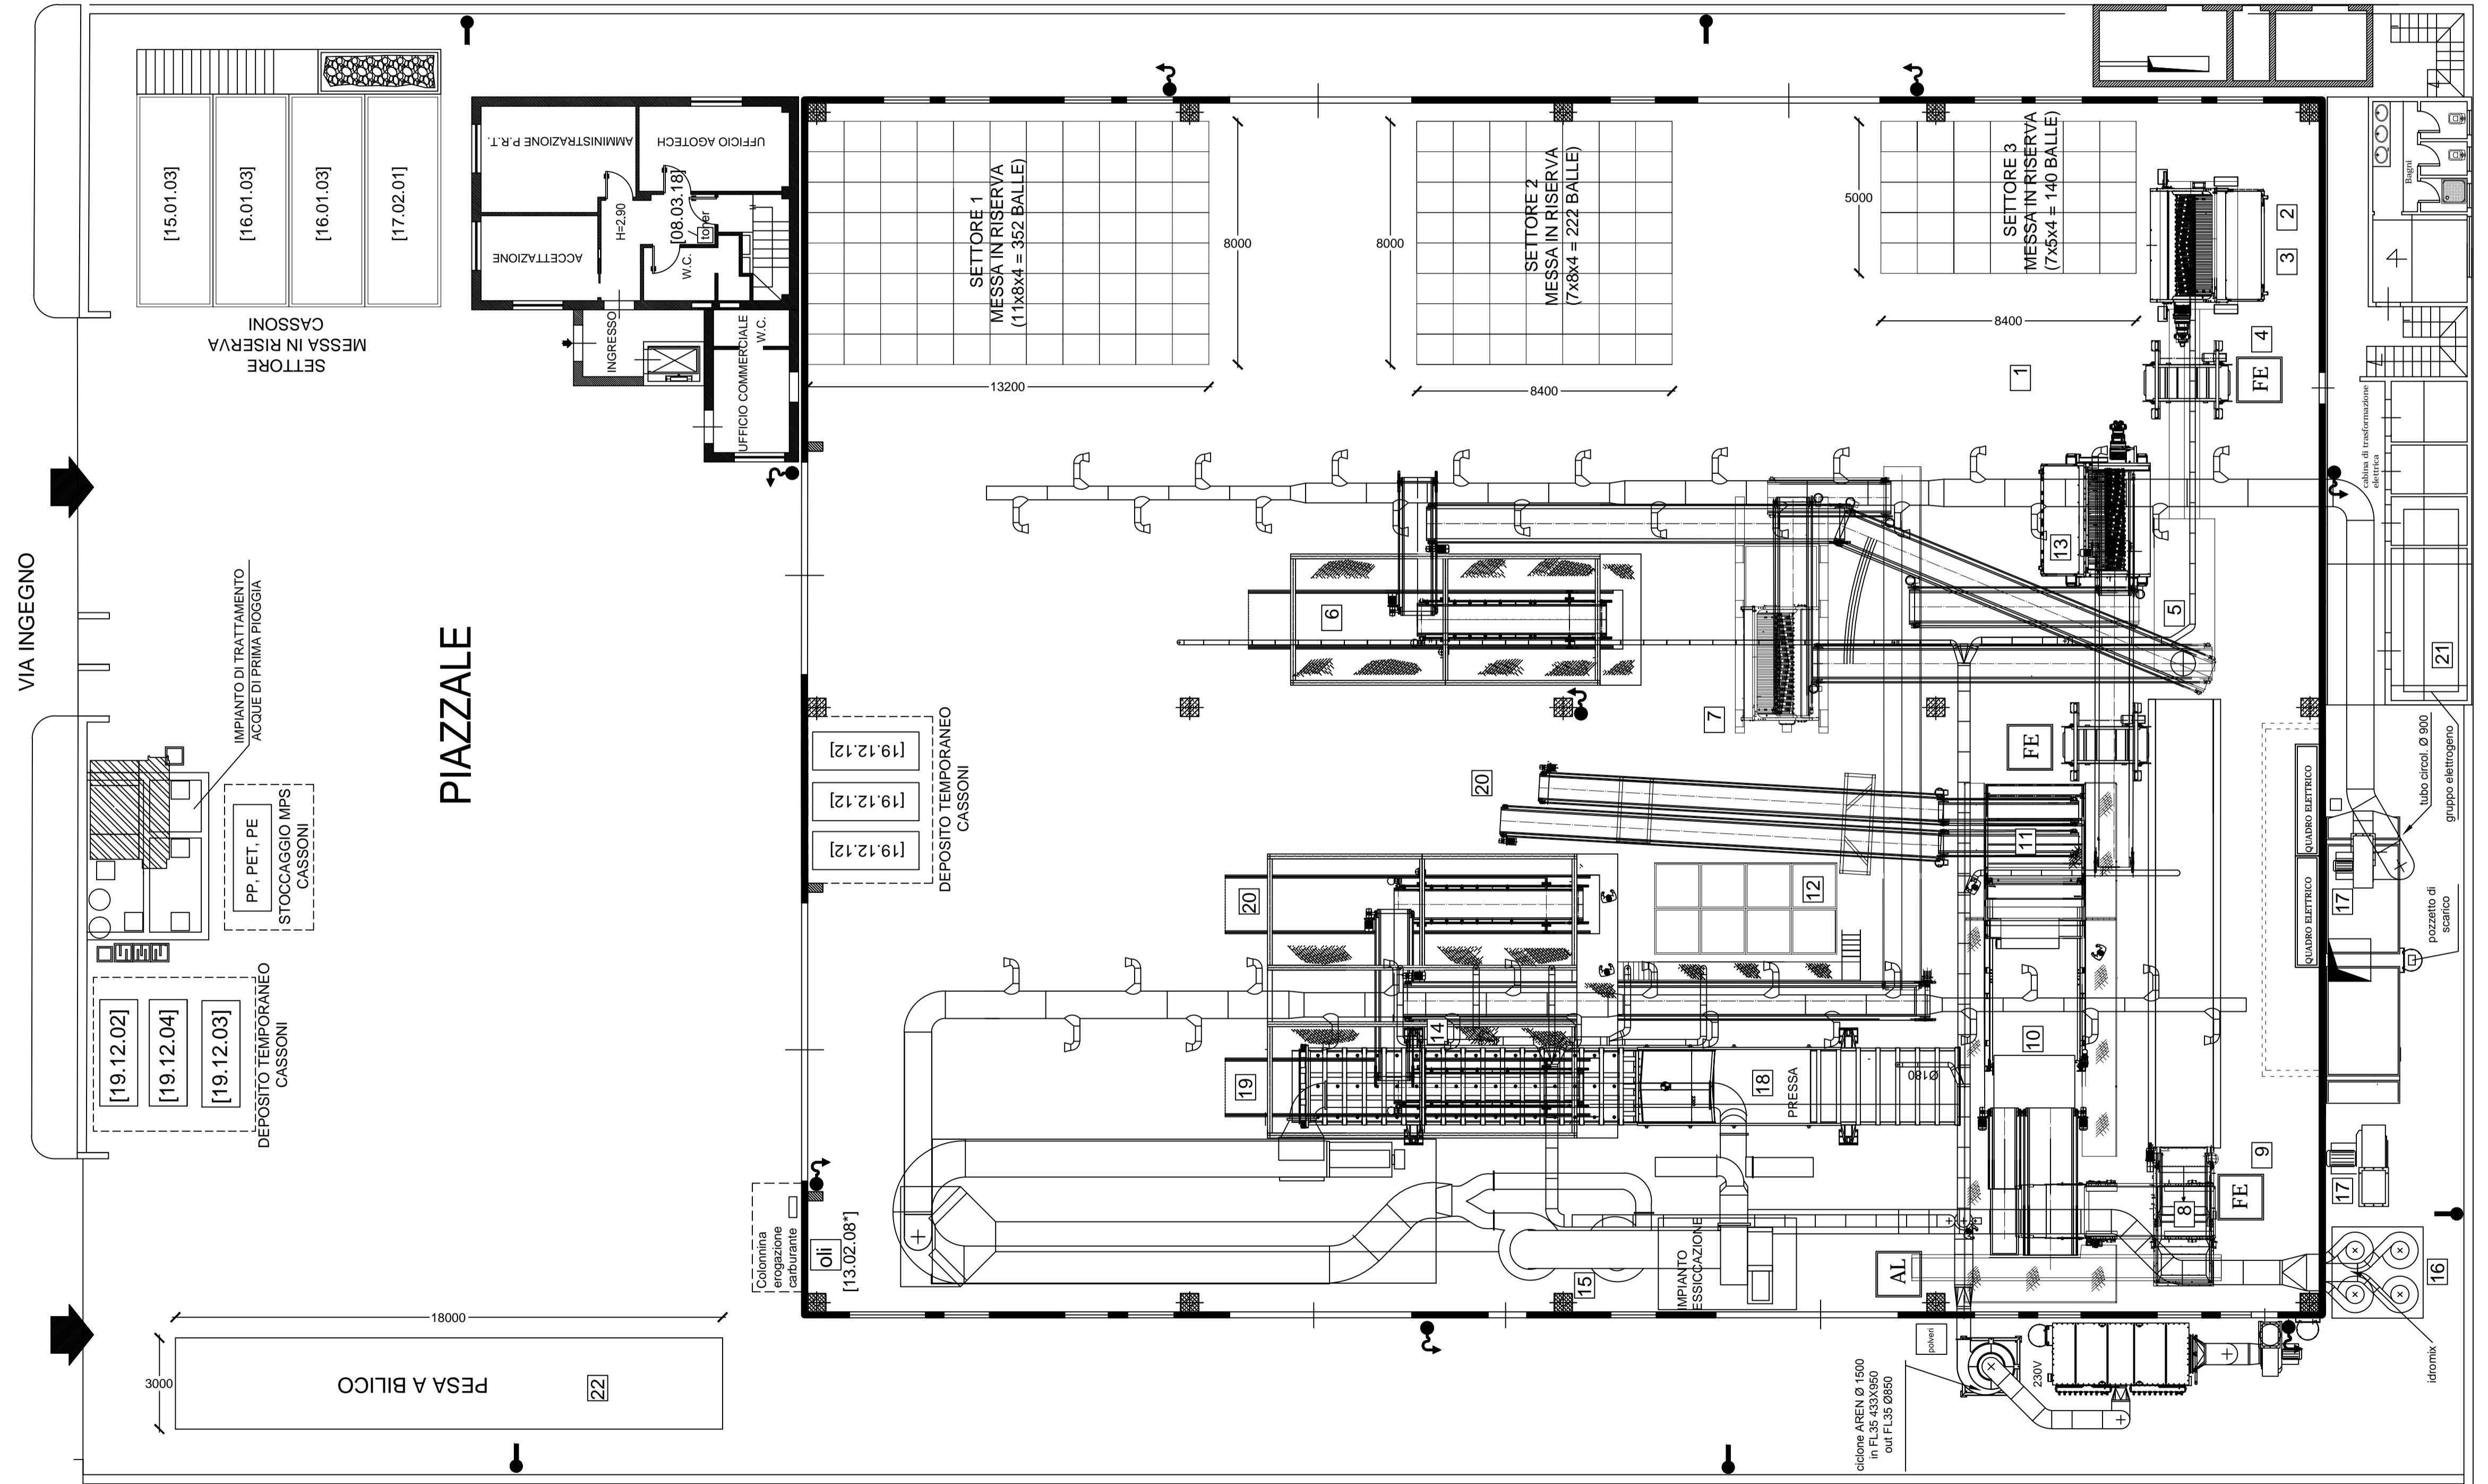 VIA INGEGNO
PIAZZALE
[15.01.03]
[16.01.03]
[16.01.03]
[17.02.01]
SETTORE
MESSA IN RISERVA
CASSONI
AMMINISTRAZIONE P.R.T.
UFFICIO AGOTECH
ACCETTAZIONE
H=2,90
[08.03.18]
toner
W.C.
INGRESSO
UFFICIO COMMERCIALE
W.C.
SETTORE 1
MESSA IN RISERVA
(11x8x4 = 352 BALLE)
8000
13200
SETTORE 2
MESSA IN RISERVA
(7x8x4 = 222 BALLE)
8000
8400
SETTORE 3
MESSA IN RISERVA
(7x5x4 = 140 BALLE)
5000
8400
Bagni
2
3
4
FE
1
cabina di trasformazione
elettrica
13
5
6
7
21
gruppo elettrogeno
tubo circol. Ø 900
IMPIANTO DI TRATTAMENTO
ACQUE DI PRIMA PIOGGIA
PP, PET, PE
STOCCAGGIO MPS
CASSONI
[19.12.02]
[19.12.04]
[19.12.03]
DEPOSITO TEMPORANEO
CASSONI
[19.12.12]
[19.12.12]
[19.12.12]
DEPOSITO TEMPORANEO
CASSONI
FE
20
11
12
20
QUADRO ELETTRICO
QUADRO ELETTRICO
17
pozzetto di
scarico
14
10
19
18
PRESSA
Ø180
9
FE
8
17
16
idromix
AL
IMPIANTO
ESSICCAZIONE
15
Colonnina
erogazione
carburante
oli
[13.02.08*]
18000
3000
PESA A BILICO
22
polveri
230V
ciclone AREN Ø 1500
in FL35 433X950
out FL35 Ø850